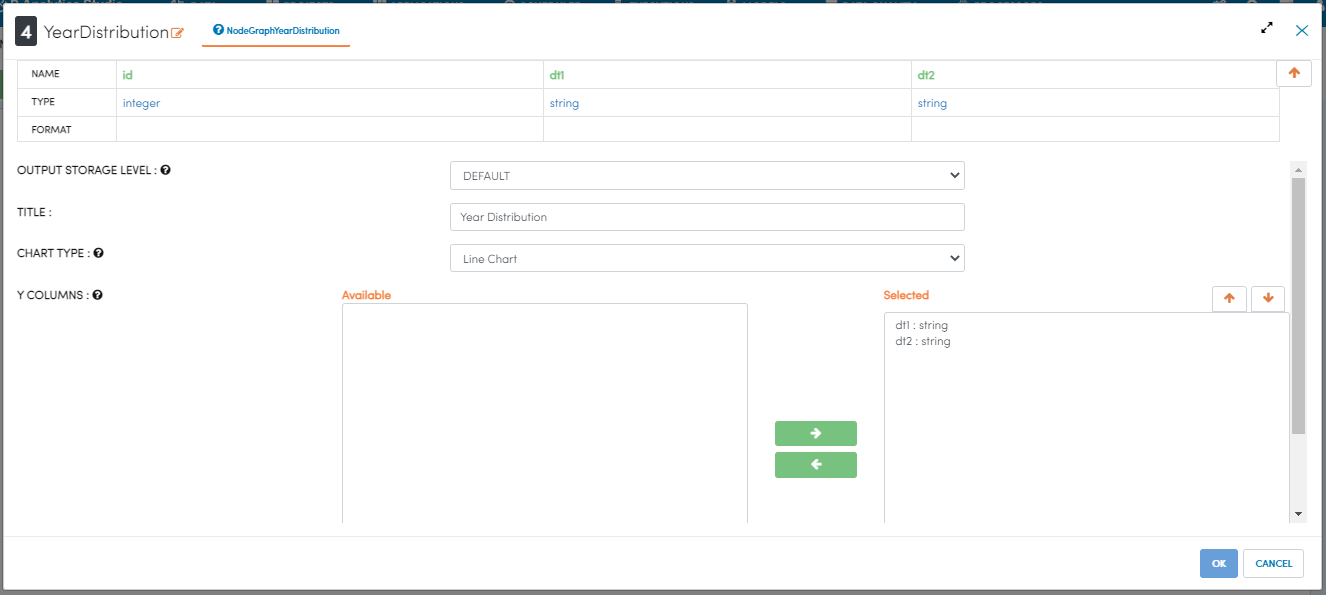 4 YearDistribution NodeGraphYearDistribution
NAME id dt1 dt2
TYPE integer string string
FORMAT
OUTPUT STORAGE LEVEL : DEFAULT
TITLE : Year Distribution
CHART TYPE : Line Chart
Y COLUMNS : Available Selected
dt1 : string
dt2 : string
OK CANCEL